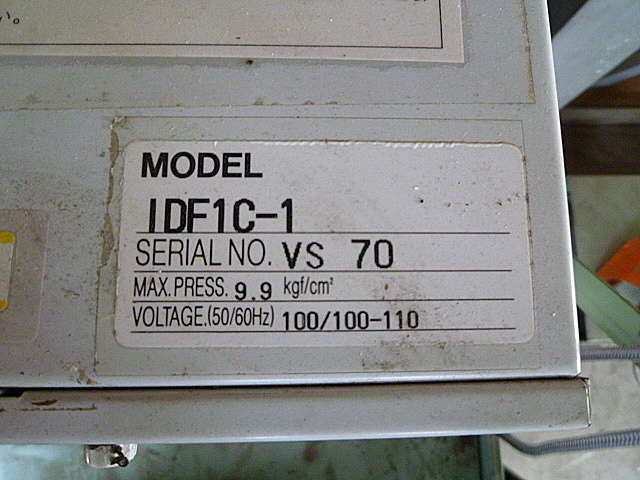 い。
MODEL
IDF1C-1
SERIAL NO. VS 70
MAX.PRESS. 9.9 kgf/cm²
VOLTAGE.(50/60Hz) 100/100-110